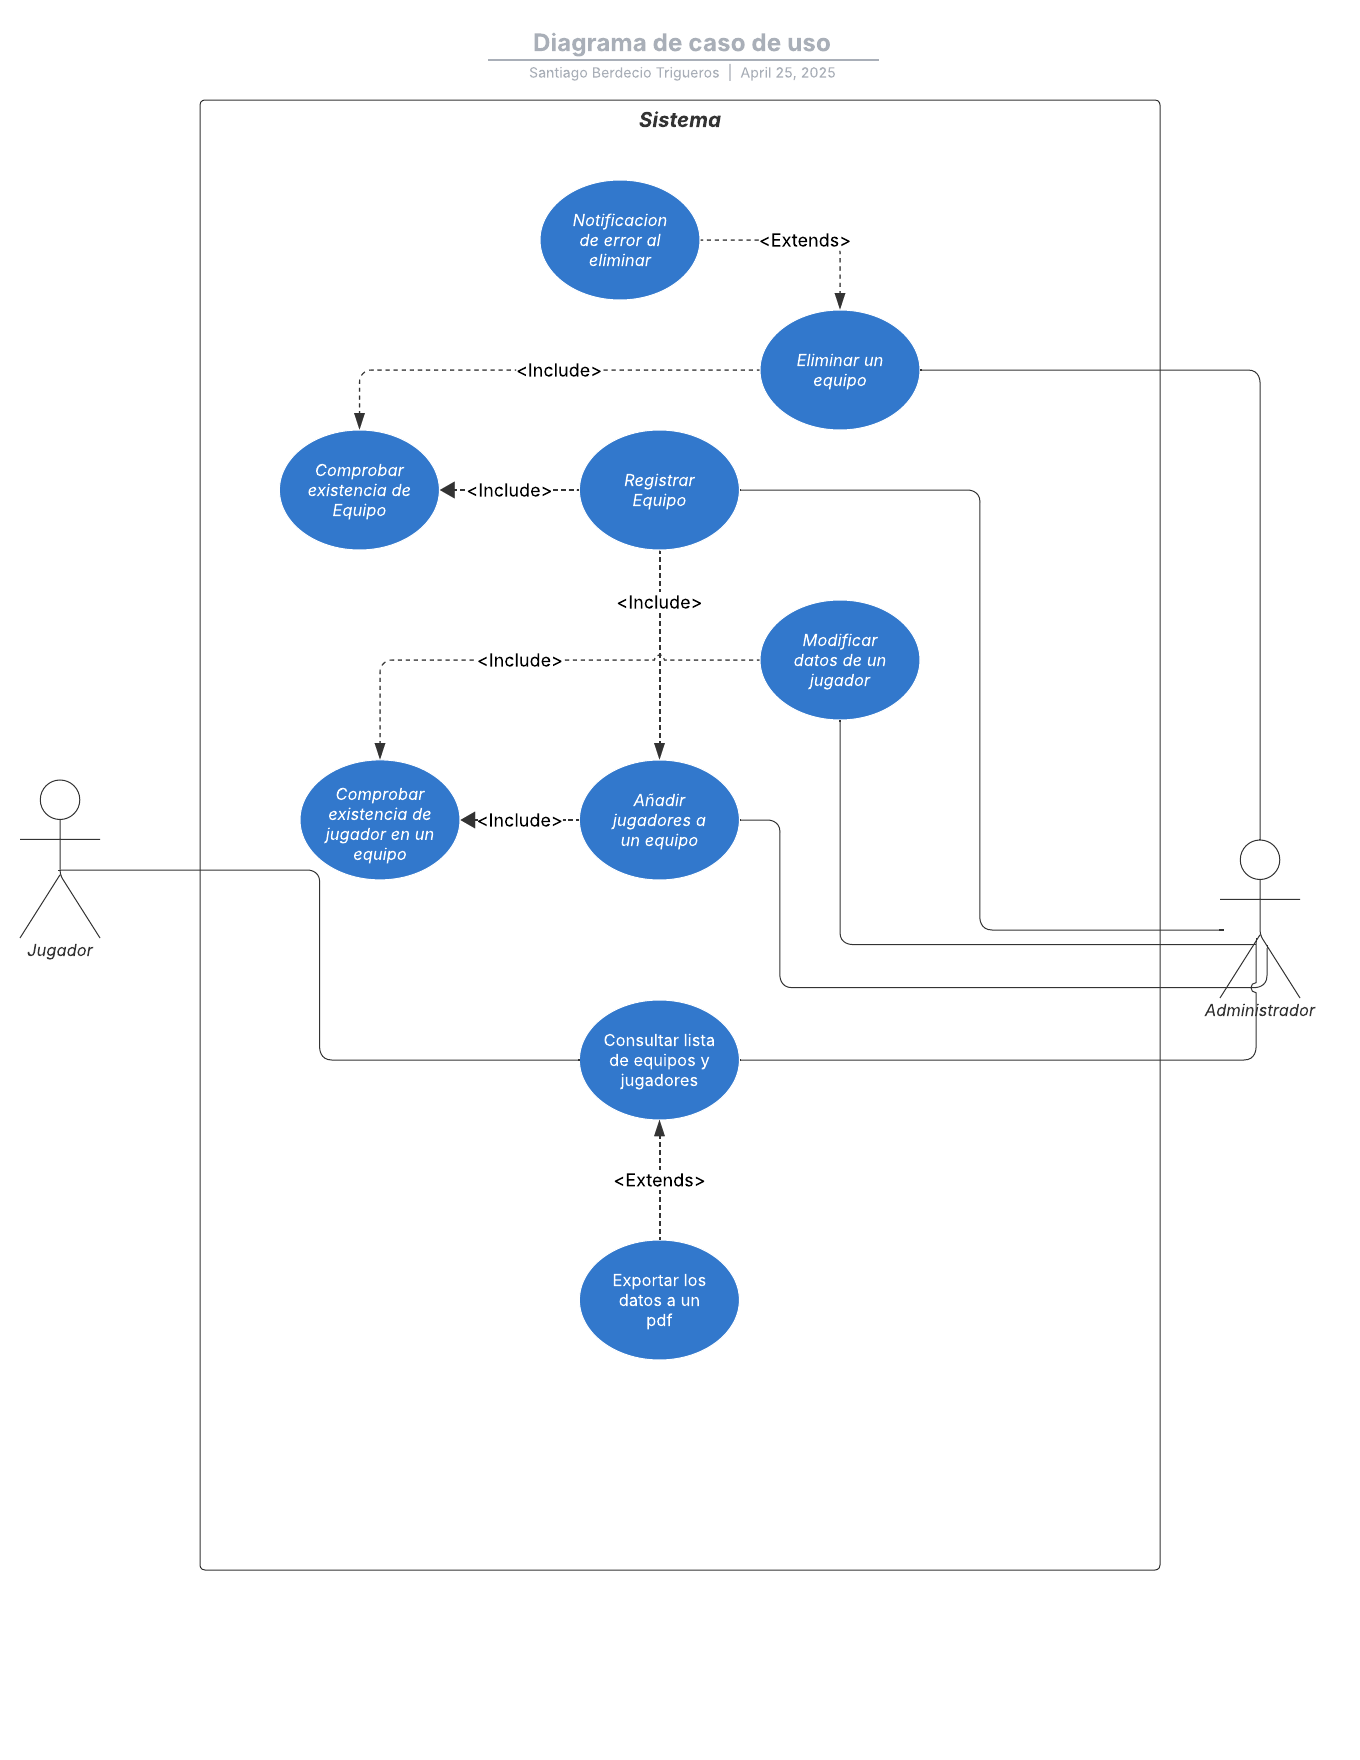 Diagrama de caso de uso
Santiago Berdecio Trigueros | April 25, 2025
Sistema
Notificacion
de error al
eliminar
<Extends>
Eliminar un
equipo
<Include>
Comprobar
existencia de
Equipo
<Include>
Registrar
Equipo
<Include>
Modificar
datos de un
jugador
<Include>
Comprobar
existencia de
jugador en un
equipo
<Include>
Añadir
jugadores a
un equipo
Jugador
Administrador
Consultar lista
de equipos y
jugadores
<Extends>
Exportar los
datos a un
pdf